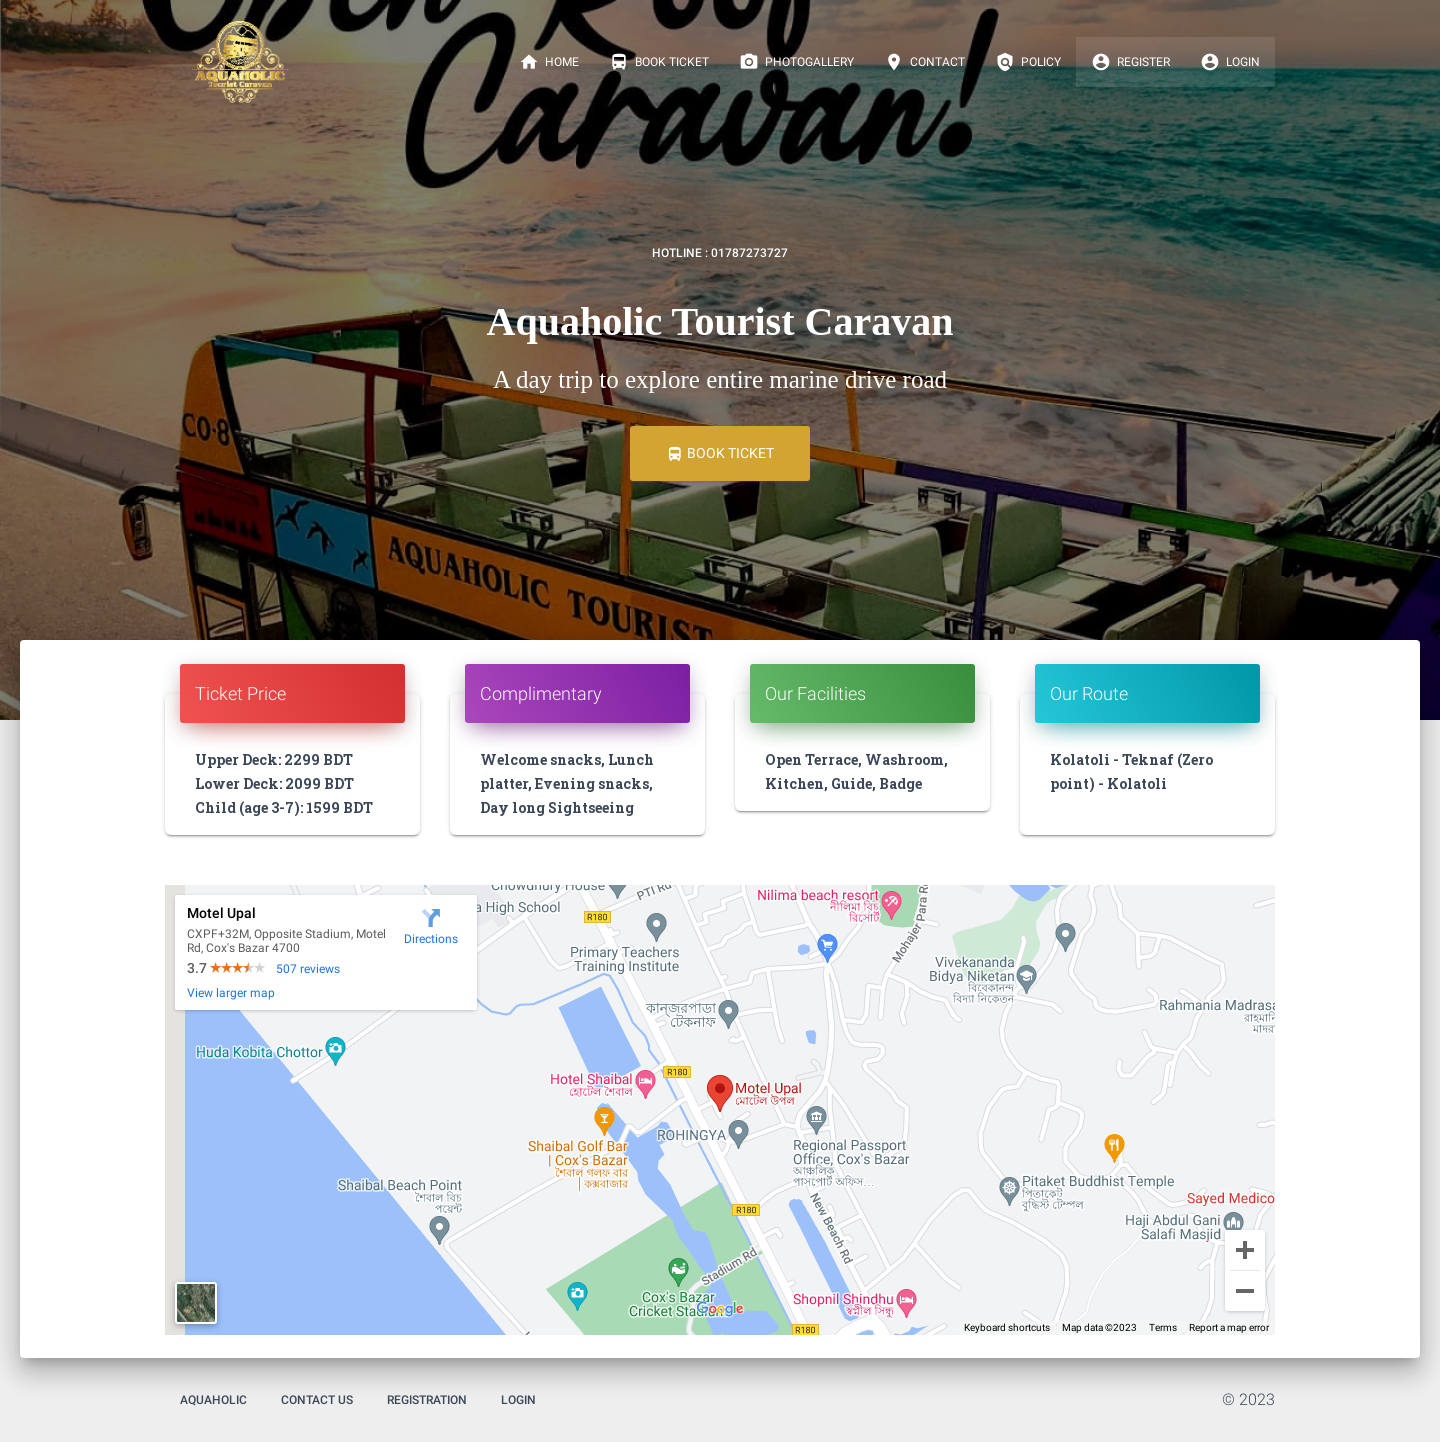 Open Roof
Caravan!
AQUAHOLIC
Tourist Caravan
HOME
BOOK TICKET
PHOTOGALLERY
CONTACT
POLICY
REGISTER
LOGIN
HOTLINE : 01787273727
Aquaholic Tourist Caravan
A day trip to explore entire marine drive road
BOOK TICKET
CO-8
AQUAHOLIC TOURIST
Ticket Price
Upper Deck: 2299 BDT
Lower Deck: 2099 BDT
Child (age 3-7): 1599 BDT
Complimentary
Welcome snacks, Lunch
platter, Evening snacks,
Day long Sightseeing
Our Facilities
Open Terrace, Washroom,
Kitchen, Guide, Badge
Our Route
Kolatoli - Teknaf (Zero
point) - Kolatoli
Motel Upal
CXPF+32M, Opposite Stadium, Motel
Rd, Cox's Bazar 4700
3.7
507 reviews
View larger map
Directions
Chowdhury House
PTI Rd
a High School
R180
Nilima beach resort
নীলিমা বিচ
রিসোর্ট
Mohajer Para Ro
Primary Teachers
Training Institute
Vivekananda
Bidya Niketan
বিবেকানন্দ
বিদ্যা নিকেতন
কানজরপাড়া
টেকনাফ
Rahmania Madrasa
রাহমানি
মাদর
Huda Kobita Chottor
R180
Hotel Shaibal
হোটেল শৈবাল
Motel Upal
মোটেল উপল
ROHINGYA
Shaibal Golf Bar
| Cox's Bazar
শৈবাল গলফ বার
| কক্সবাজার
Regional Passport
Office, Cox's Bazar
আঞ্চলিক
পাসপোর্ট অফিস...
Shaibal Beach Point
শৈবাল বিচ
পয়েন্ট
Pitaket Buddhist Temple
পিতাকেট
বুদ্ধিস্ট টেম্পল
Sayed Medico
R180
New Beach Rd
Haji Abdul Gani
Salafi Masjid
Stadium Rd
Cox's Bazar
Cricket Stadium
Google
Shopnil Shindhu
স্বপ্নীল সিন্ধু
R180
Keyboard shortcuts
Map data ©2023
Terms
Report a map error
AQUAHOLIC
CONTACT US
REGISTRATION
LOGIN
© 2023